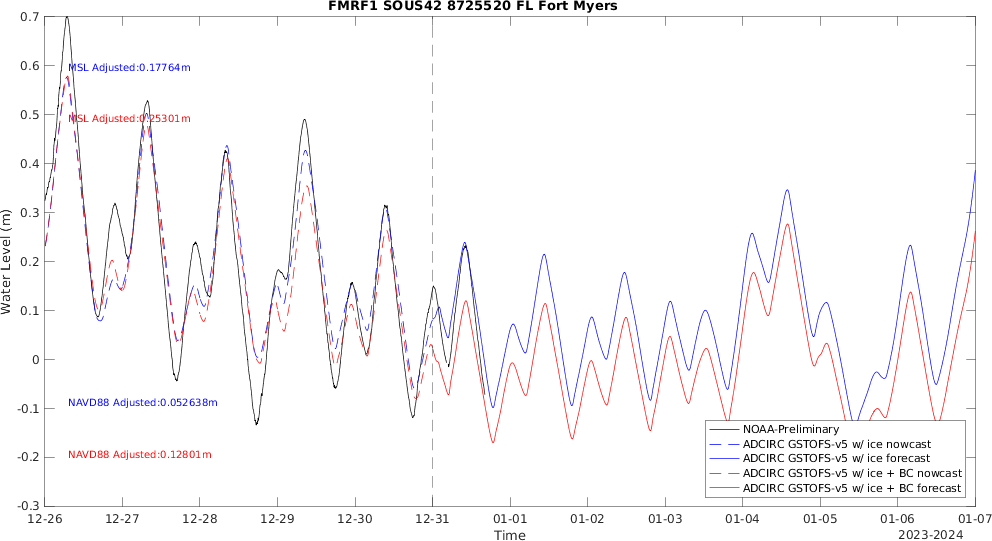 FMRF1 SOUS42 8725520 FL Fort Myers
0.7
0.6
0.5
0.4
0.3
0.2
0.1
0
-0.1
-0.2
-0.3
Water Level (m)
MSL Adjusted:0.17764m
MSL Adjusted:0.25301m
NAVD88 Adjusted:0.052638m
NAVD88 Adjusted:0.12801m
NOAA-Preliminary
ADCIRC GSTOFS-v5 w/ ice nowcast
ADCIRC GSTOFS-v5 w/ ice forecast
ADCIRC GSTOFS-v5 w/ ice + BC nowcast
ADCIRC GSTOFS-v5 w/ ice + BC forecast
12-26 12-27 12-28 12-29 12-30 12-31 01-01 01-02 01-03 01-04 01-05 01-06 01-07
Time
2023-2024